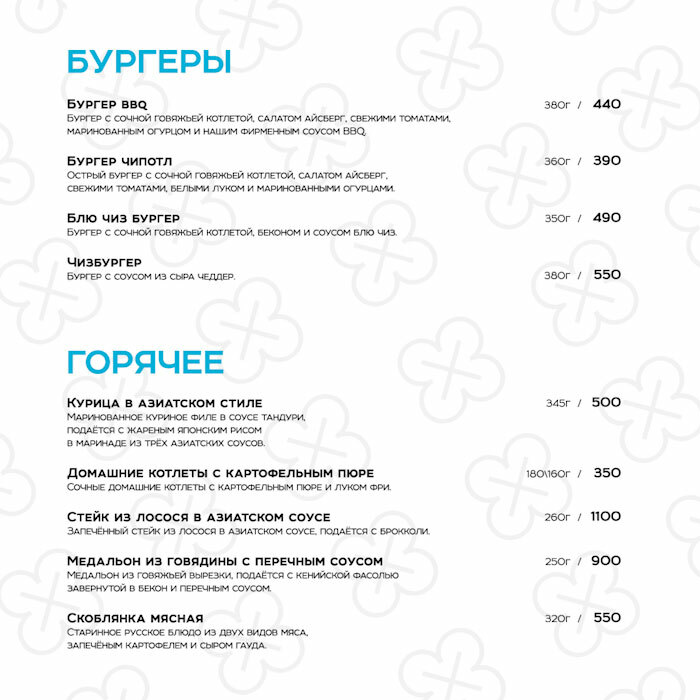 БУРГЕРЫ
Бургер BBQ 380г / 440
Бургер с сочной говяжьей котлетой, салатом айсберг, свежими томатами,
маринованным огурцом и нашим фирменным соусом BBQ.
Бургер чипотл 360г / 390
Острый бургер с сочной говяжьей котлетой, салатом айсберг,
свежими томатами, белыми луком и маринованными огурцами.
Блю чиз бургер 350г / 490
Бургер с сочной говяжьей котлетой, беконом и соусом блю чиз.
Чизбургер 380г / 550
Бургер с соусом из сыра чеддер.
ГОРЯЧЕЕ
Курица в азиатском стиле 345г / 500
Маринованное куриное филе в соусе тандури,
подаётся с жареным японским рисом
в маринаде из трёх азиатских соусов.
Домашние котлеты с картофельным пюре 180\160г / 350
Сочные домашние котлеты с картофельным пюре и луком фри.
Стейк из лосося в азиатском соусе 260г / 1100
Запечённый стейк из лосося в азиатском соусе, подаётся с брокколи.
Медальон из говядины с перечным соусом 250г / 900
Медальон из говяжьей вырезки, подаётся с кенийской фасолью
завернутой в бекон и перечным соусом.
Скоблянка мясная 320г / 550
Старинное русское блюдо из двух видов мяса,
запечёным картофелем и сыром гауда.